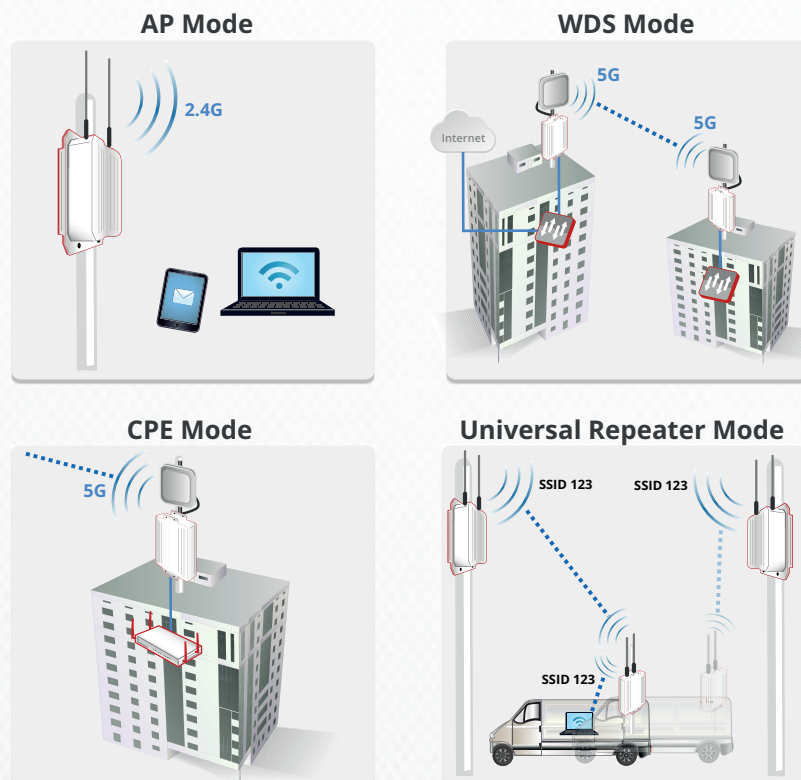 AP Mode
2.4G
WDS Mode
5G
Internet
5G
CPE Mode
5G
Universal Repeater Mode
SSID 123
SSID 123
SSID 123